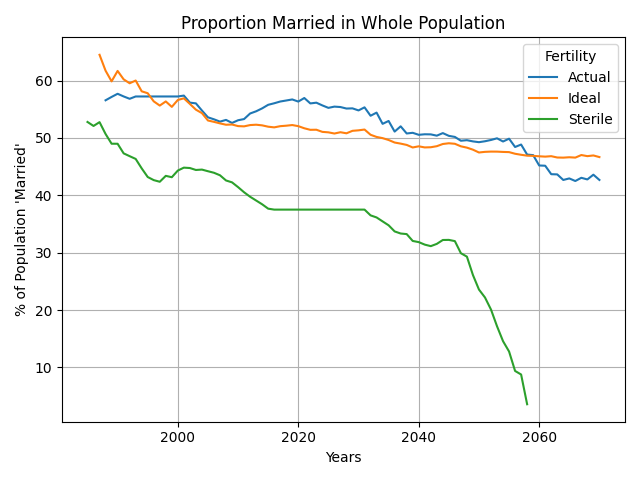 Proportion Married in Whole Population
Fertility
Actual
Ideal
Sterile
% of Population 'Married'
60
50
40
30
20
10
2000
2020
2040
2060
Years